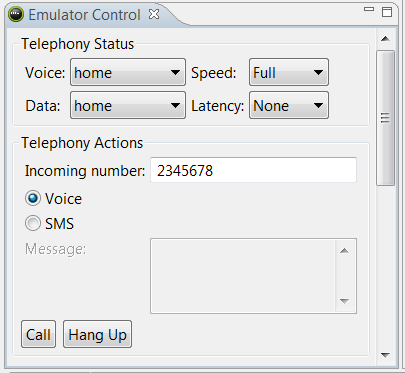 Emulator Control
Telephony Status
Voice: home Speed: Full
Data: home Latency: None
Telephony Actions
Incoming number: 2345678
Voice
SMS
Message:
Call Hang Up